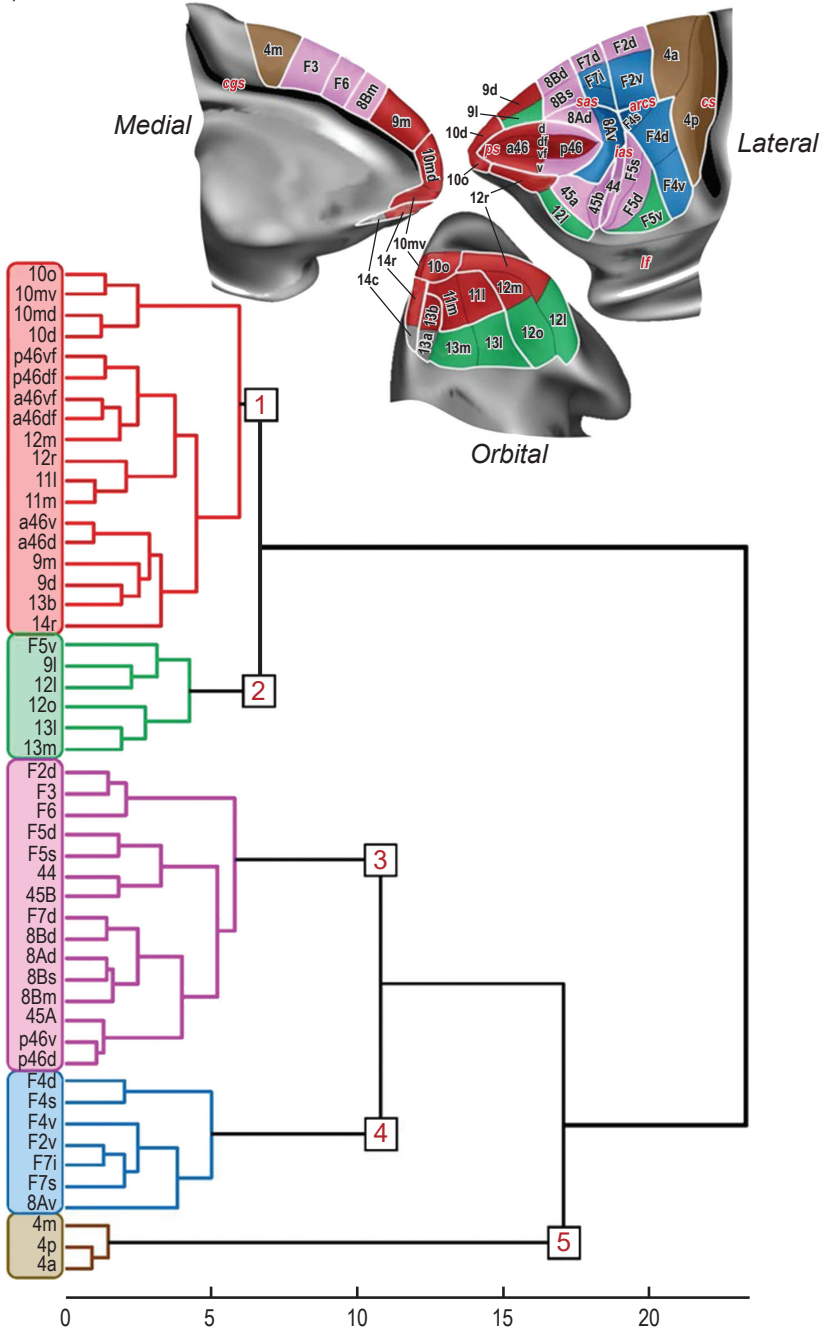 4m
F3
F6
8Bm
9m
10md
cgs
Medial
10mv
14r
14c
9d
9l
10d
ps
a46
10o
d
df
vf
v
p46
12r
8Bd
F7d
F2d
8Bs
F7i
F2v
4a
sas
arcs
cs
8Ad
8Av
F4s
F4d
4p
ias
F5s
44
45a
45b
F5d
F5v
F4v
12l
lf
Lateral
10o
11m
11l
12m
13b
13a
13m
13l
12o
12l
Orbital
10o
10mv
10md
10d
p46vf
p46df
a46vf
a46df
12m
12r
11l
11m
a46v
a46d
9m
9d
13b
14r
1
F5v
9l
12l
12o
13l
13m
2
F2d
F3
F6
F5d
F5s
44
45B
F7d
8Bd
8Ad
8Bs
8Bm
45A
p46v
p46d
3
F4d
F4s
F4v
F2v
F7i
F7s
8Av
4
4m
4p
4a
5
0 5 10 15 20